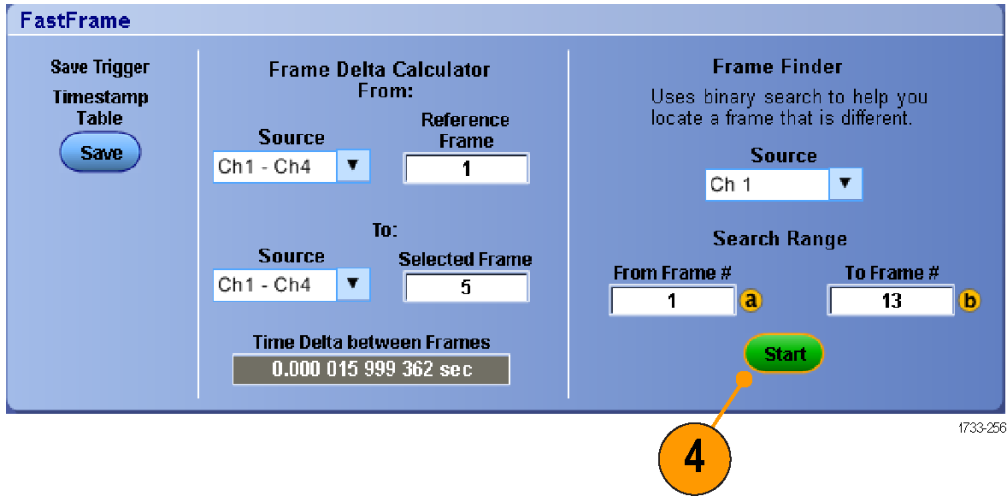 FastFrame
Save Trigger
Timestamp
Table
Save
Frame Delta Calculator
From:
Source
Reference
Frame
Ch1 - Ch4
1
To:
Source
Selected Frame
Ch1 - Ch4
5
Time Delta between Frames
0.000 015 999 362 sec
Frame Finder
Uses binary search to help you
locate a frame that is different.
Source
Ch 1
Search Range
From Frame #
To Frame #
1
a
13
b
Start
4
1733-256